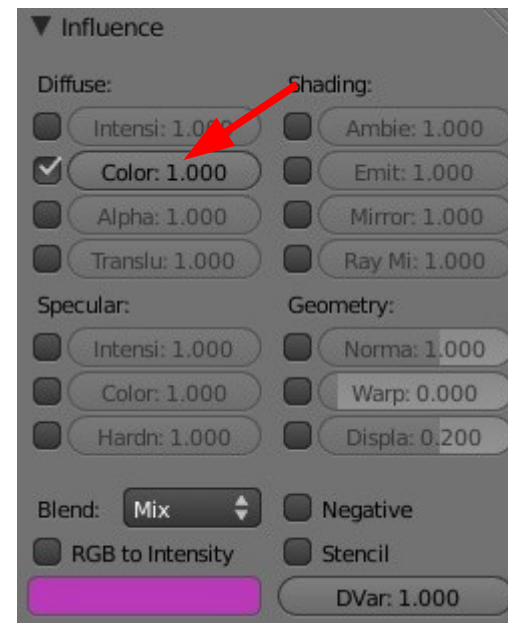 Influence
Diffuse:
Shading:
Intensi: 1.000
Ambie: 1.000
Color: 1.000
Emit: 1.000
Alpha: 1.000
Mirror: 1.000
Translu: 1.000
Ray Mi: 1.000
Specular:
Geometry:
Intensi: 1.000
Norma: 1.000
Color: 1.000
Warp: 0.000
Hardn: 1.000
Displa: 0.200
Blend: Mix
Negative
RGB to Intensity
Stencil
DVar: 1.000